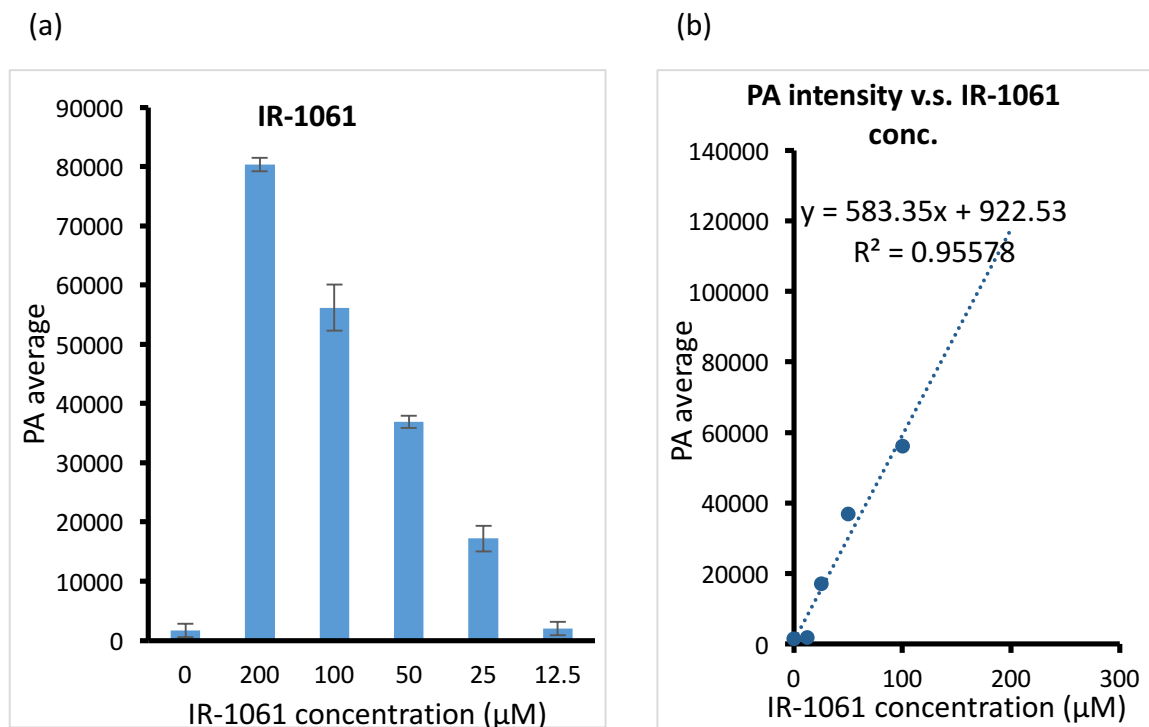 (a)
IR-1061
90000
80000
70000
60000
50000
40000
30000
20000
10000
0
PA average
0 200 100 50 25 12.5
IR-1061 concentration (μM)
(b)
PA intensity v.s. IR-1061
conc.
140000
120000
100000
80000
60000
40000
20000
0
PA average
y = 583.35x + 922.53
R² = 0.95578
0 100 200 300
IR-1061 concentration (μM)